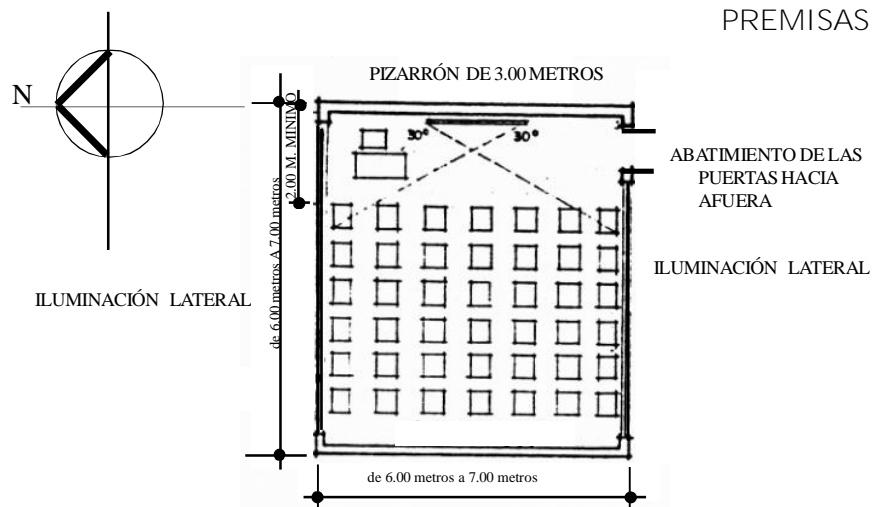 PREMISAS
PIZARRÓN DE 3.00 METROS
N
30°
30°
2.00 M. MINIMO
ABATIMIENTO DE LAS
PUERTAS HACIA
AFUERA
de 6.00 metros A 7.00 metros
ILUMINACIÓN LATERAL
ILUMINACIÓN LATERAL
de 6.00 metros a 7.00 metros